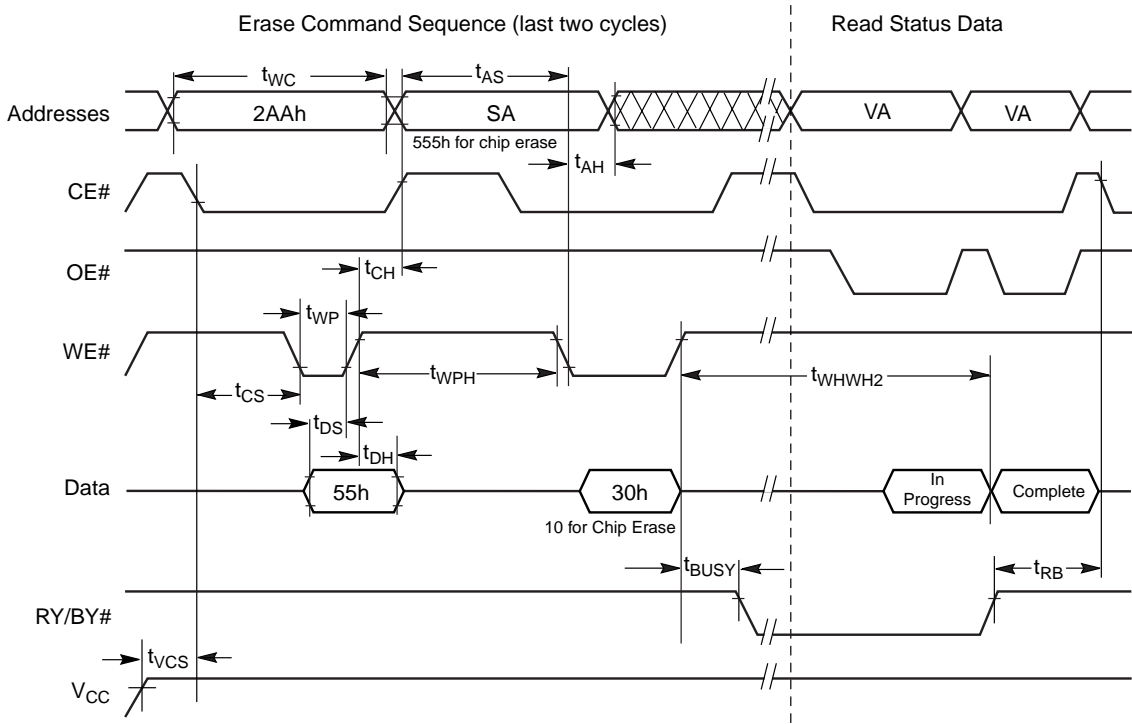 Erase Command Sequence (last two cycles)
Read Status Data
tWC
tAS
Addresses
2AAh
SA
VA
VA
555h for chip erase
tAH
CE#
OE#
tCH
tWP
WE#
tWPH
tWHWH2
tCS
tDS
tDH
Data
55h
30h
In
Progress
Complete
10 for Chip Erase
tBUSY
tRB
RY/BY#
tVCS
VCC